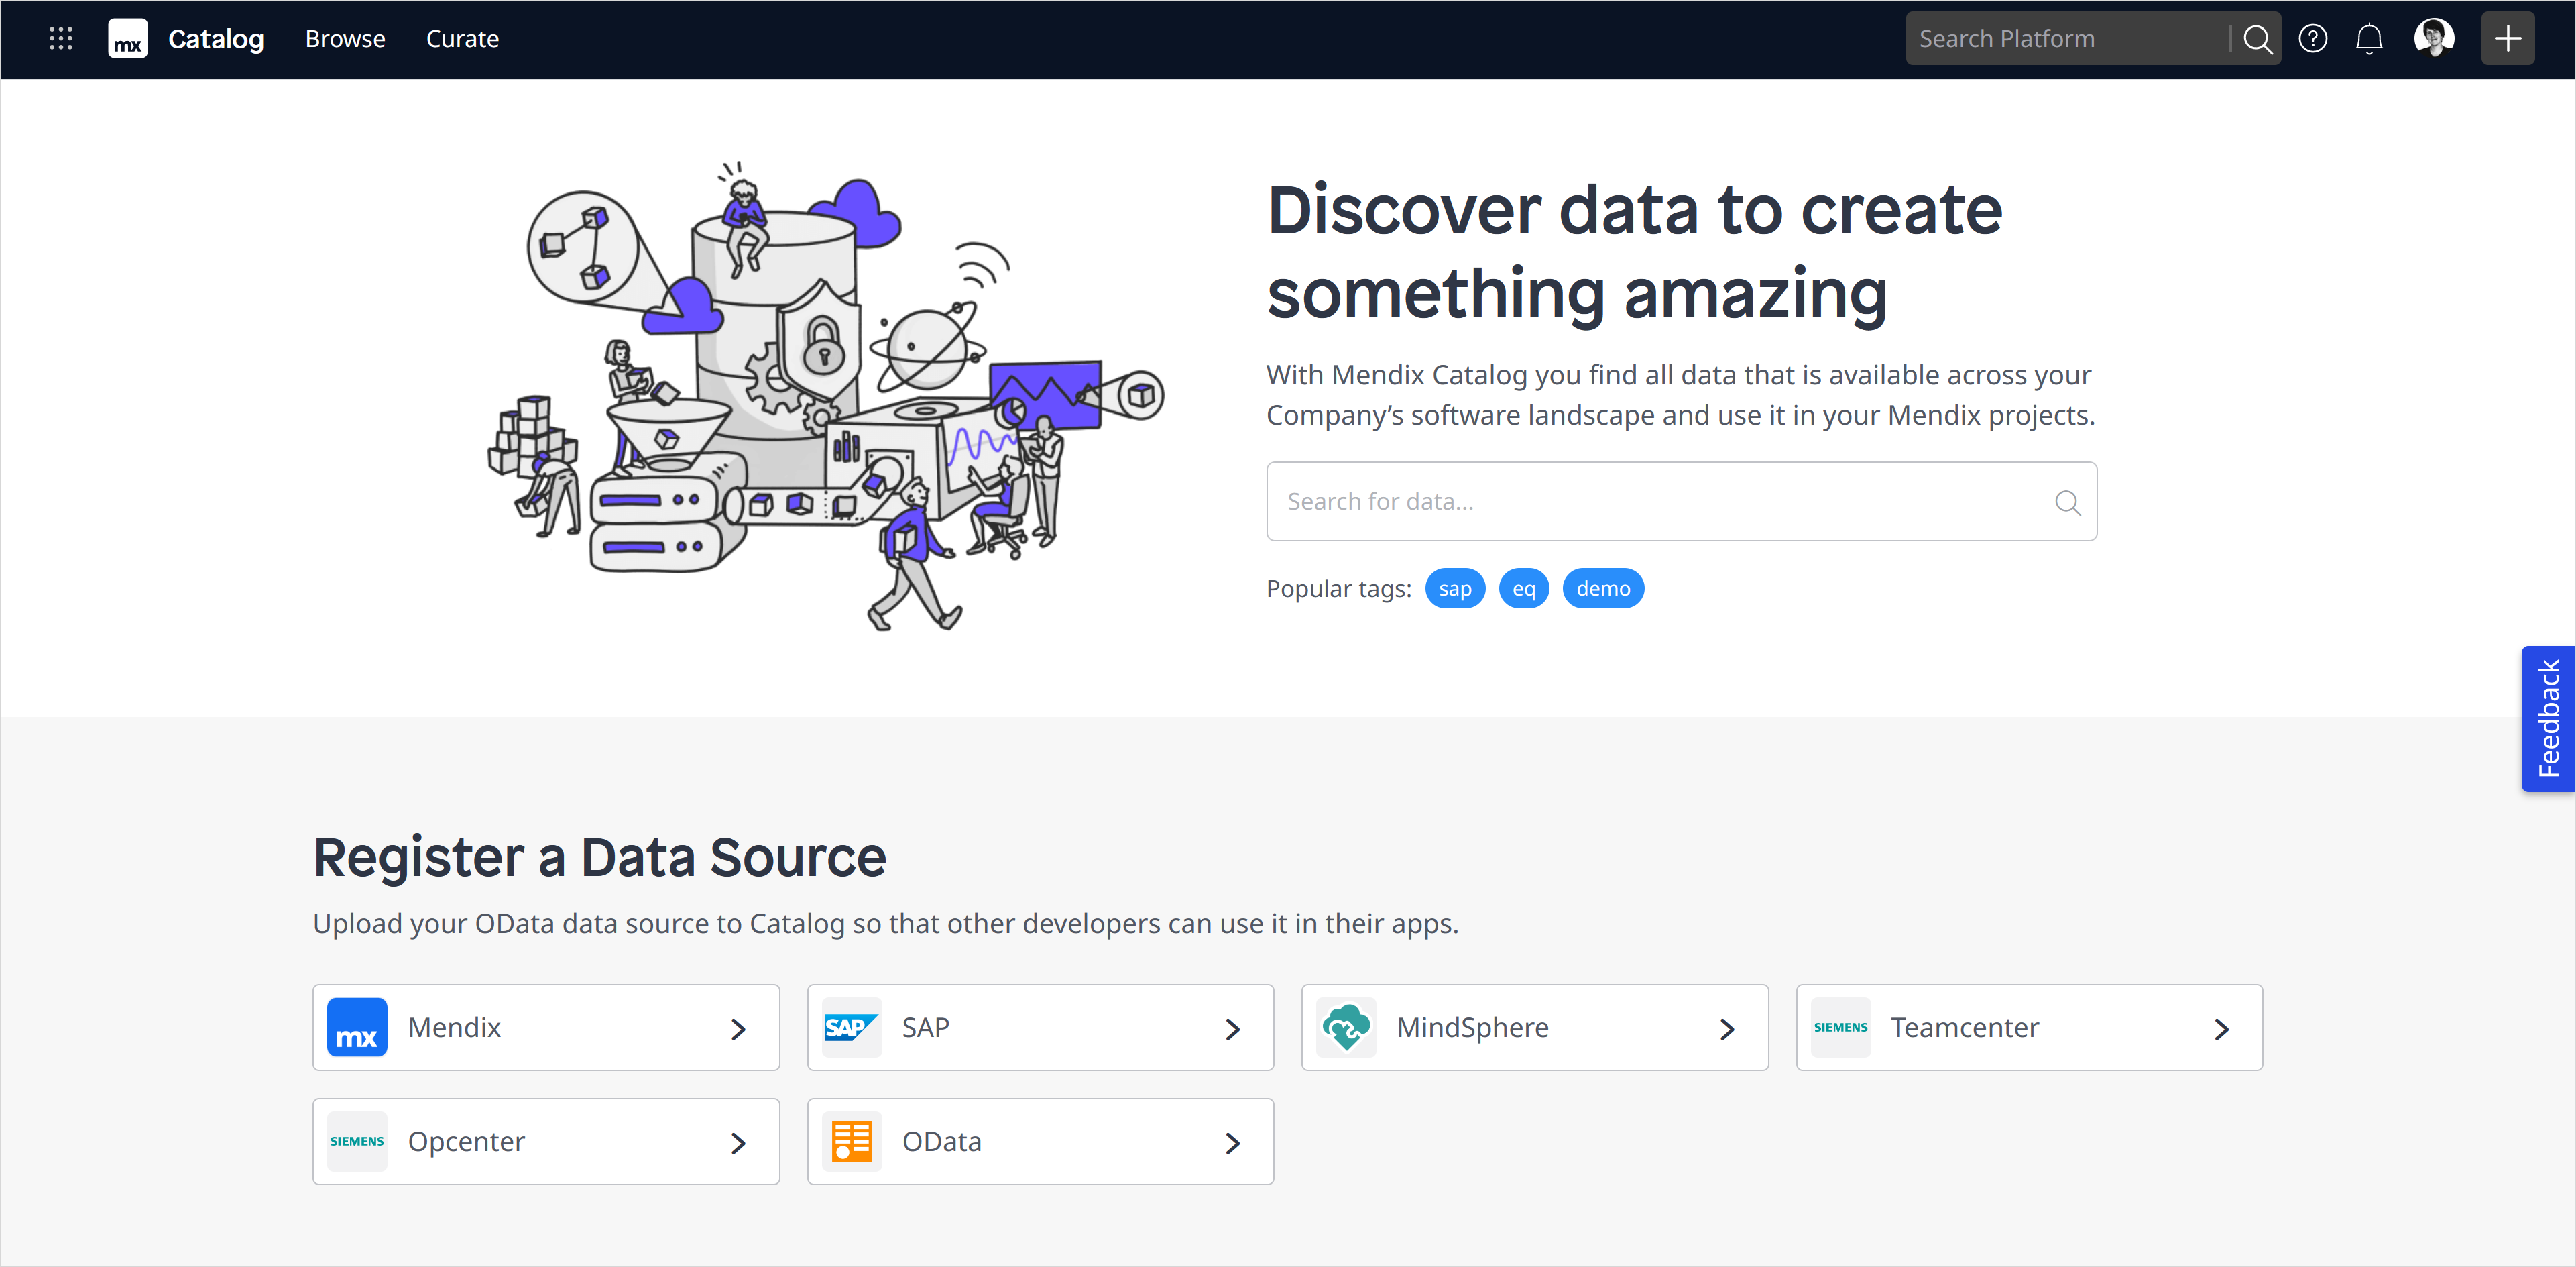 mx Catalog Browse Curate Search Platform
Discover data to create
something amazing
With Mendix Catalog you find all data that is available across your
Company’s software landscape and use it in your Mendix projects.
Search for data...
Popular tags: sap eq demo
Feedback
Register a Data Source
Upload your OData data source to Catalog so that other developers can use it in their apps.
mx Mendix
SAP SAP
MindSphere
SIEMENS Teamcenter
SIEMENS Opcenter
OData